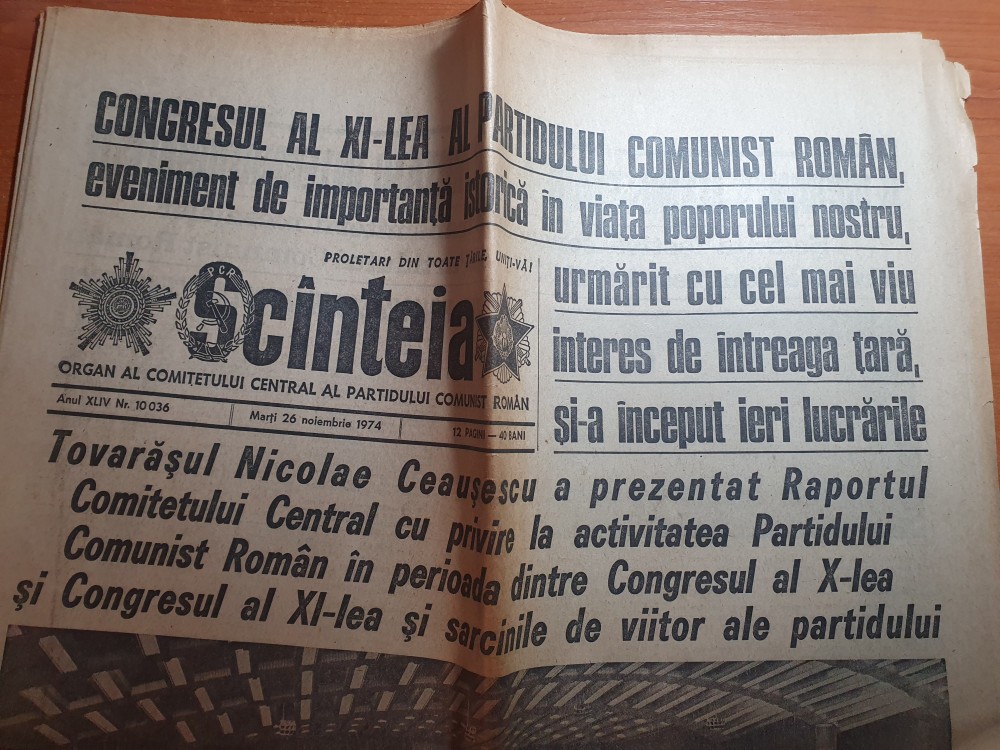 CONGRESUL AL XI-LEA AL PARTIDULUI COMUNIST ROMÂN,
eveniment de importanță istorică în viața poporului nostru,
urmărit cu cel mai viu
interes de întreaga țară,
și-a început ieri lucrările
PROLETARI DIN TOATE ȚĂRILE, UNIȚI-VĂ!
PCR
Scînteia
ORGAN AL COMITETULUI CENTRAL AL PARTIDULUI COMUNIST ROMÂN
Anul XLIV Nr. 10 036
Marți 26 noiembrie 1974
12 PAGINI — 40 BANI
Tovarășul Nicolae Ceaușescu a prezentat Raportul
Comitetului Central cu privire la activitatea Partidului
Comunist Român în perioada dintre Congresul al X-lea
și Congresul al XI-lea și sarcinile de viitor ale partidului